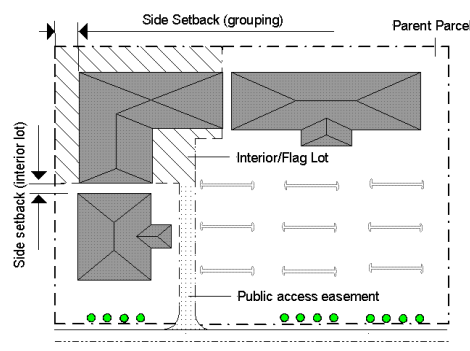 Side Setback (grouping)
Parent Parcel
Side setback (interior lot)
Interior/Flag Lot
Public access easement